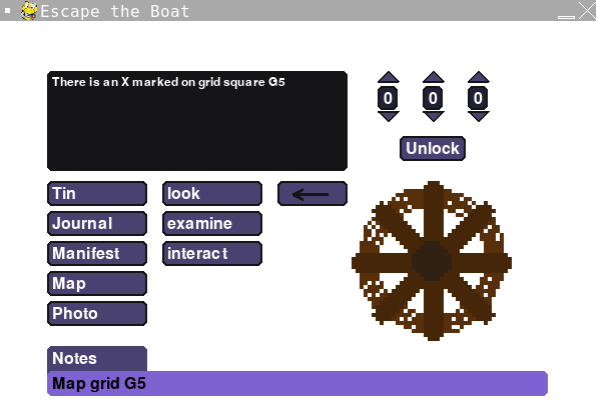 Escape the Boat
There is an X marked on grid square G5
0 0 0
Unlock
Tin look
Journal examine
Manifest interact
Map
Photo
Notes
Map grid G5